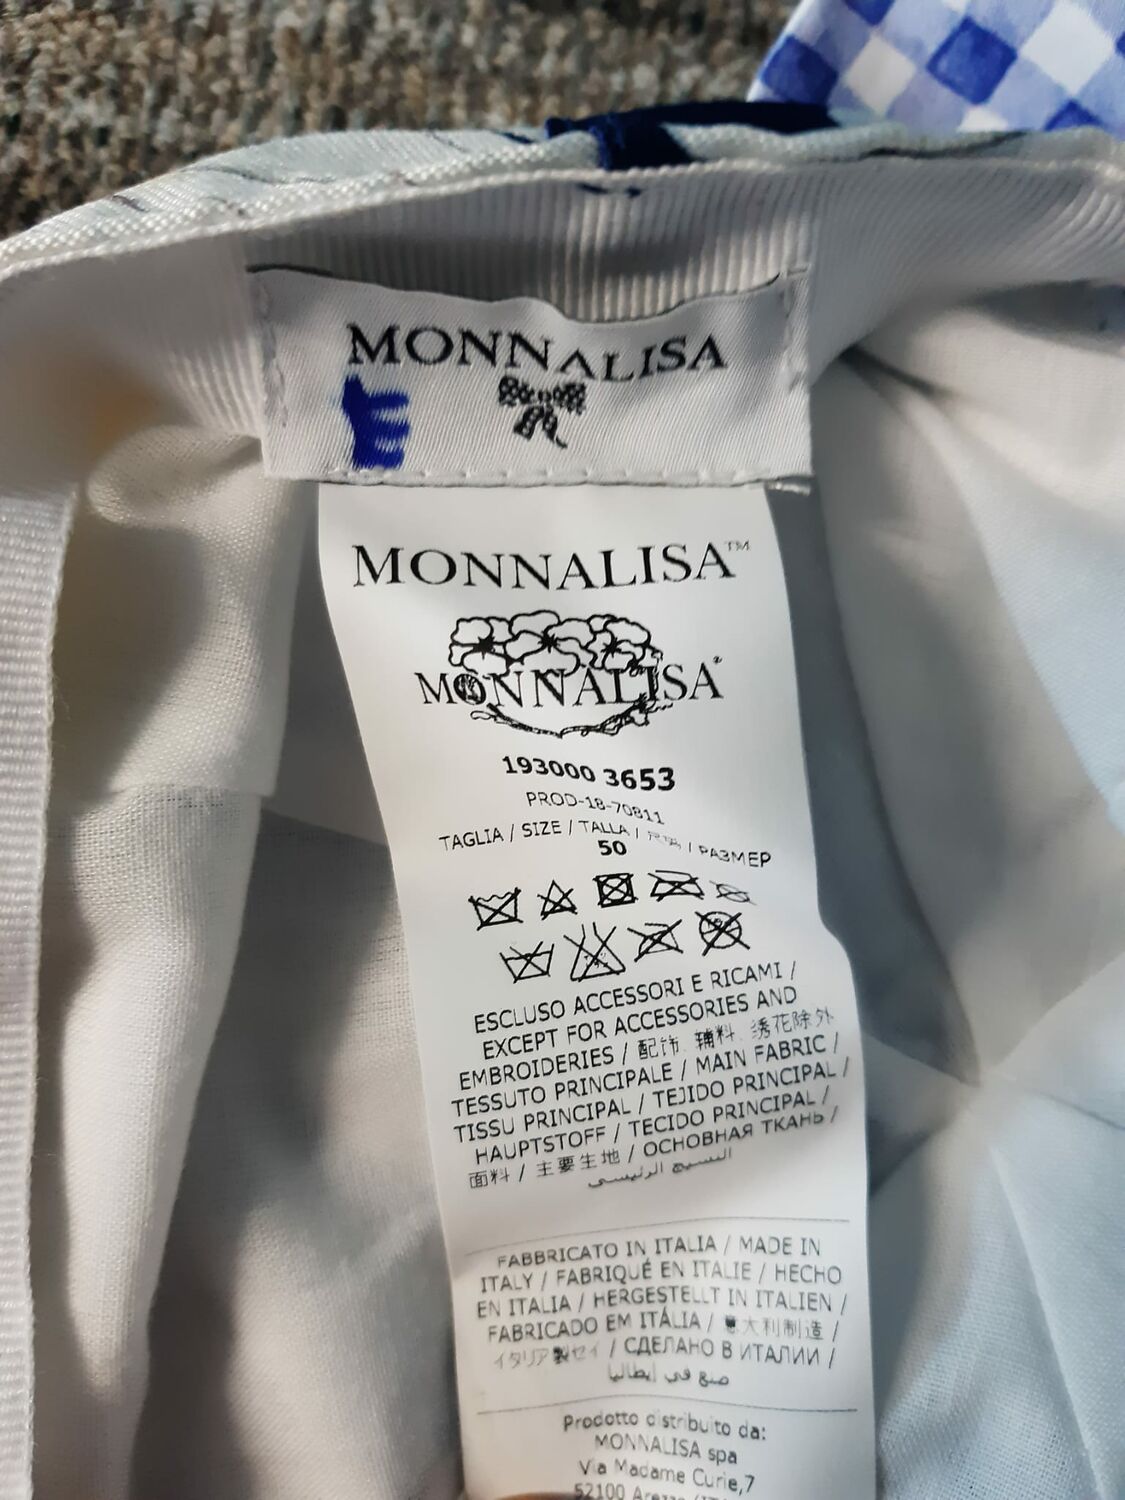 MONNALISA
MONNALISA™
MONNALISA®
193000 3653
PROD-18-70811
TAGLIA / SIZE / TALLA / 尺码 / РАЗМЕР
50
ESCLUSO ACCESSORI E RICAMI /
EXCEPT FOR ACCESSORIES AND
EMBROIDERIES / 配饰、辅料、绣花除外
TESSUTO PRINCIPALE / MAIN FABRIC /
TISSU PRINCIPAL / TEJIDO PRINCIPAL /
HAUPTSTOFF / TECIDO PRINCIPAL /
面料 / 主要生地 / ОСНОВНАЯ ТКАНЬ /
النسيج الرئيسي
FABBRICATO IN ITALIA / MADE IN
ITALY / FABRIQUÉ EN ITALIE / HECHO
EN ITALIA / HERGESTELLT IN ITALIEN /
FABRICADO EM ITÁLIA / 意大利制造 /
イタリア製 / СДЕЛАНО В ИТАЛИИ /
صنع في إيطاليا
Prodotto distribuito da:
MONNALISA spa
Via Madame Curie,7
52100 Arezzo